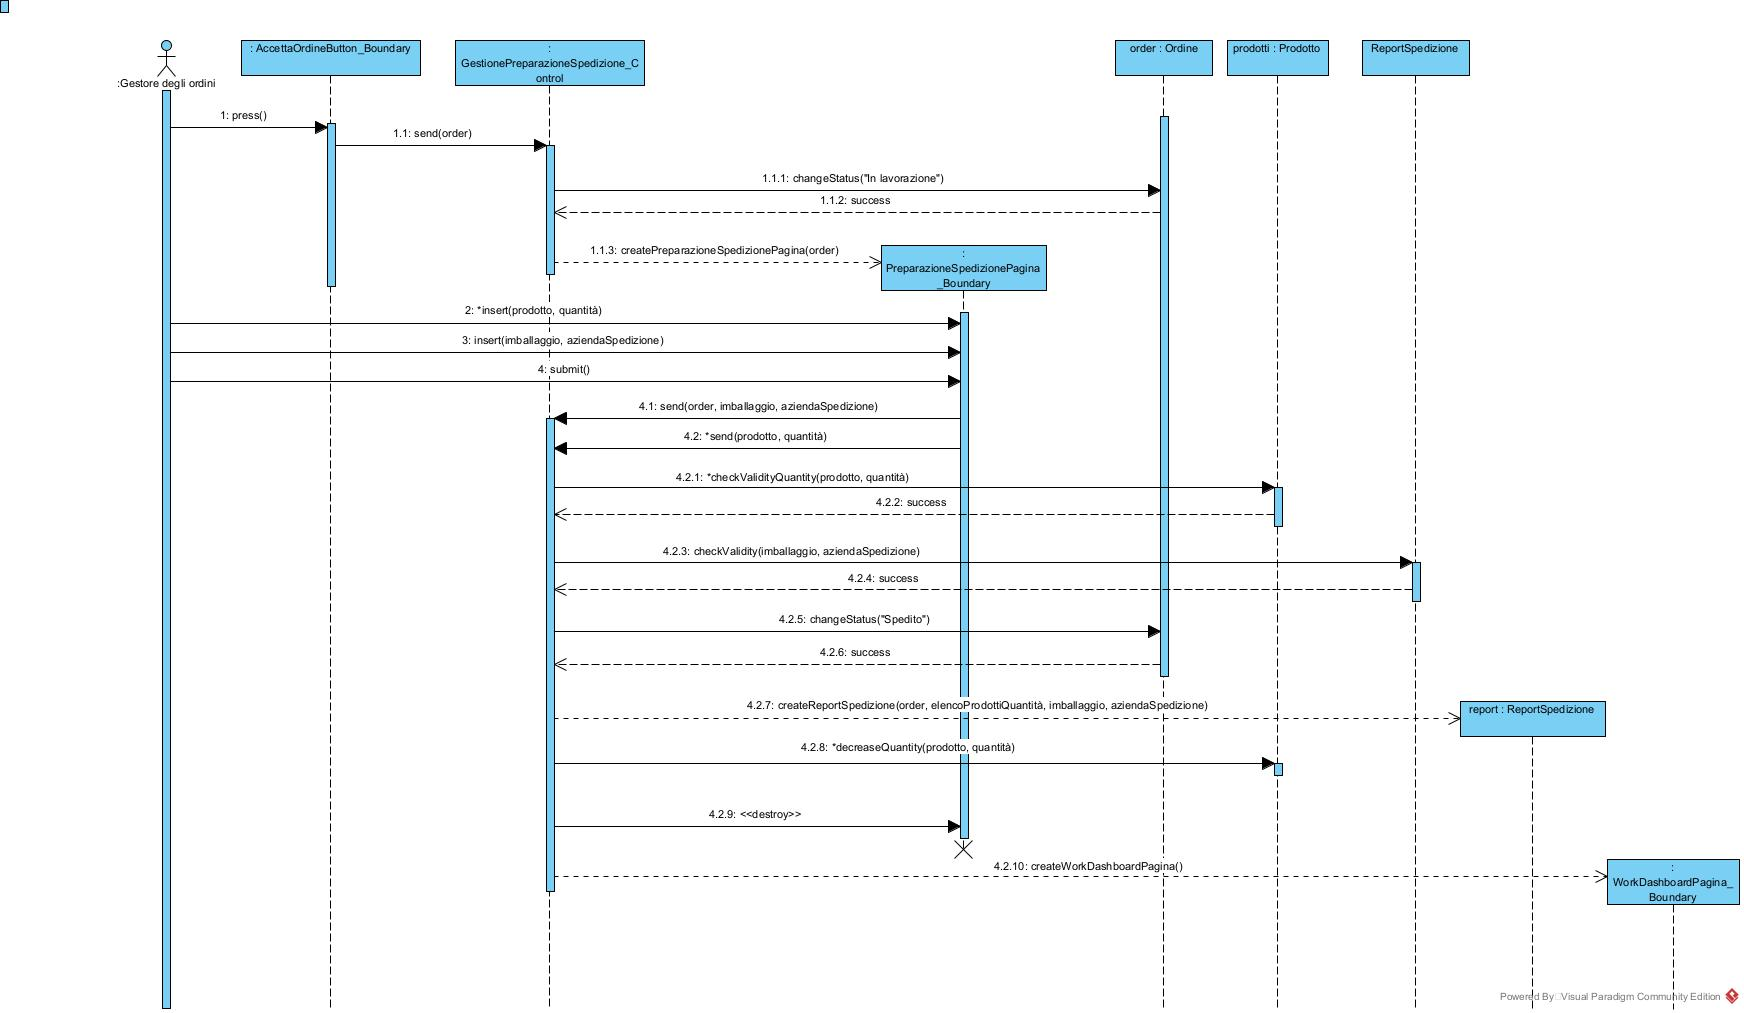 : AccettaOrdineButton_Boundary
:
GestionePreparazioneSpedizione_C
ontrol
order : Ordine
prodotti : Prodotto
ReportSpedizione
:Gestore degli ordini
1: press()
1.1: send(order)
1.1.1: changeStatus("In lavorazione")
1.1.2: success
1.1.3: createPreparazioneSpedizionePagina(order)
:
PreparazioneSpedizionePagina
_Boundary
2: *insert(prodotto, quantità)
3: insert(imballaggio, aziendaSpedizione)
4: submit()
4.1: send(order, imballaggio, aziendaSpedizione)
4.2: *send(prodotto, quantità)
4.2.1: *checkValidityQuantity(prodotto, quantità)
4.2.2: success
4.2.3: checkValidity(imballaggio, aziendaSpedizione)
4.2.4: success
4.2.5: changeStatus("Spedito")
4.2.6: success
4.2.7: createReportSpedizione(order, elencoProdottiQuantità, imballaggio, aziendaSpedizione)
report : ReportSpedizione
4.2.8: *decreaseQuantity(prodotto, quantità)
4.2.9: <<destroy>>
4.2.10: createWorkDashboardPagina()
:
WorkDashboardPagina_
Boundary
Powered By Visual Paradigm Community Edition